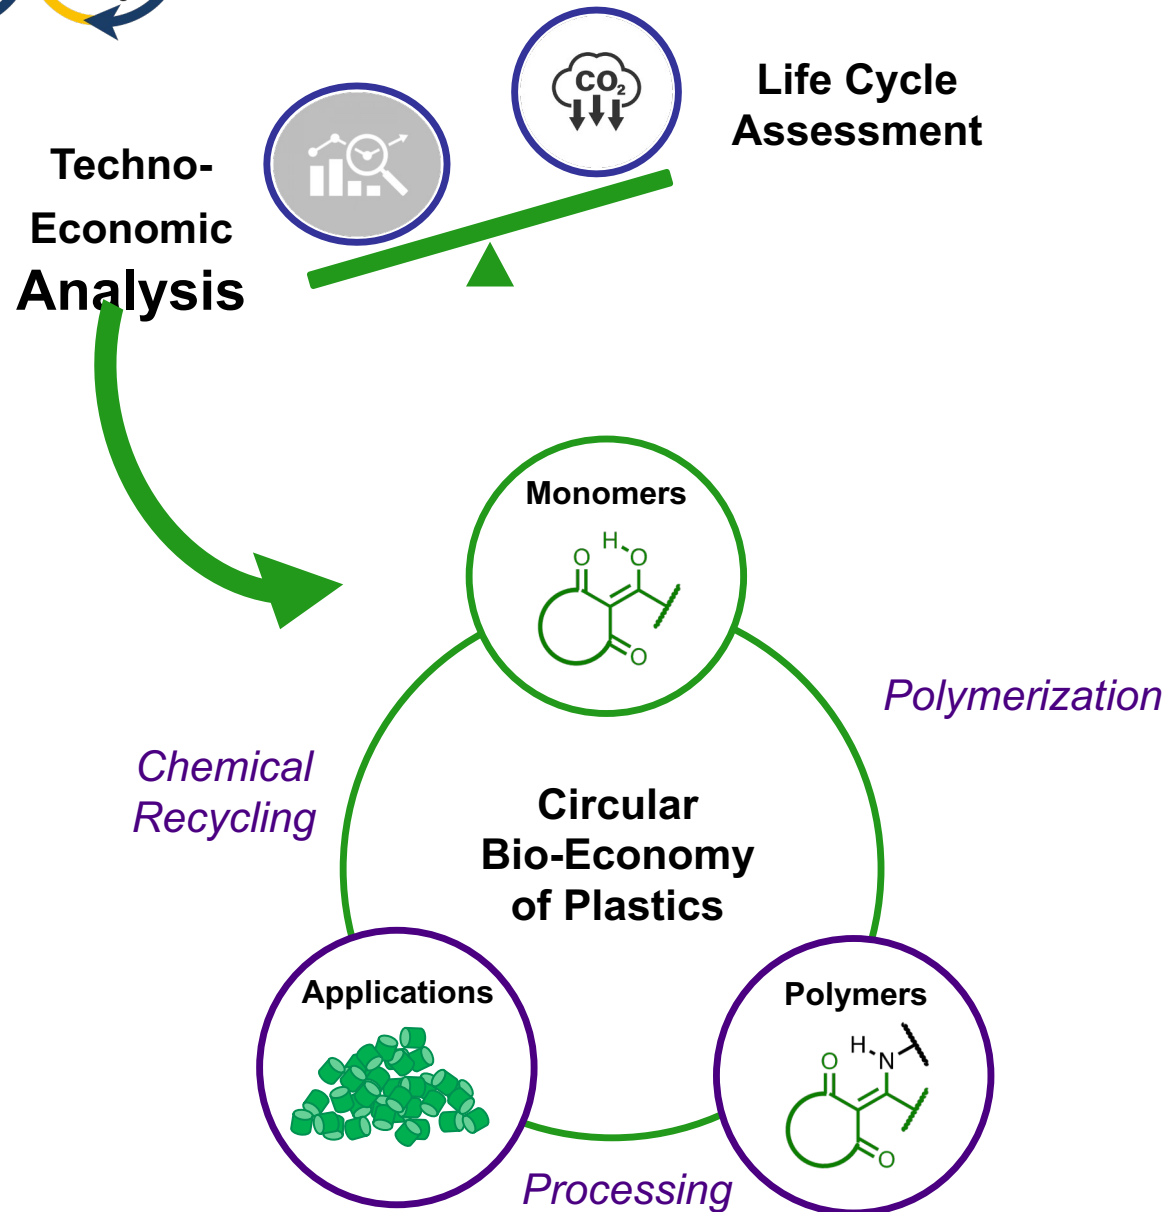 CO₂
Life Cycle
Assessment
Techno-
Economic
Analysis
Monomers
O
H
O
O
Polymerization
Chemical
Recycling
Circular
Bio-Economy
of Plastics
Applications
Polymers
O
H
N
O
Processing